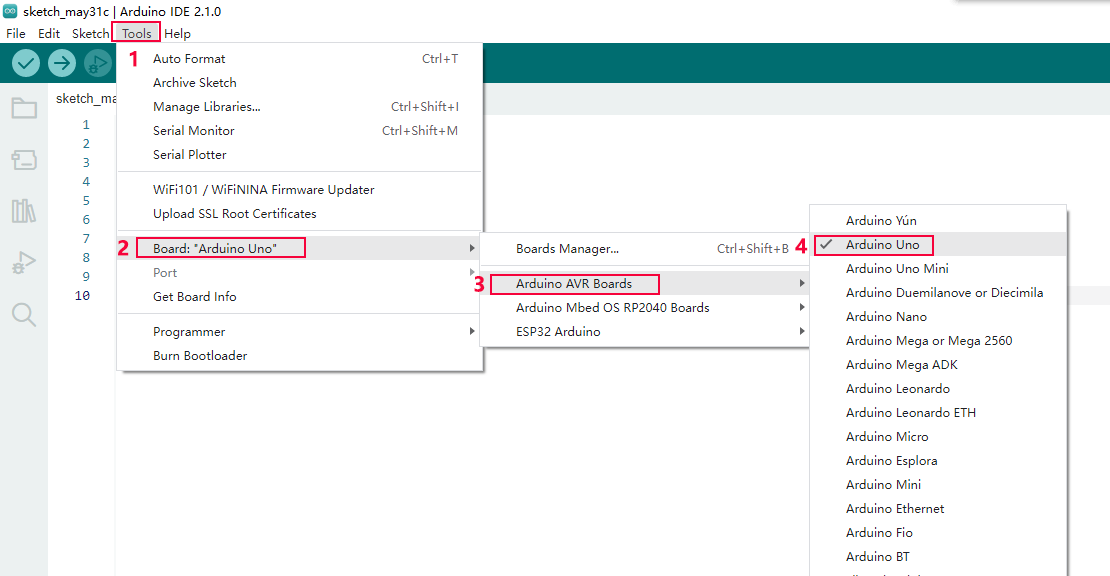 sketch_may31c | Arduino IDE 2.1.0
File Edit Sketch Tools Help
1
Auto Format Ctrl+T
Archive Sketch
Manage Libraries... Ctrl+Shift+I
Serial Monitor Ctrl+Shift+M
Serial Plotter
WiFi101 / WiFiNINA Firmware Updater
Upload SSL Root Certificates
2 Board: "Arduino Uno"
Port
Get Board Info
Programmer
Burn Bootloader
sketch_ma
1
2
3
4
5
6
7
8
9
10
Boards Manager... Ctrl+Shift+B
3 Arduino AVR Boards
Arduino Mbed OS RP2040 Boards
ESP32 Arduino
Arduino Yún
4 Arduino Uno
Arduino Uno Mini
Arduino Duemilanove or Diecimila
Arduino Nano
Arduino Mega or Mega 2560
Arduino Mega ADK
Arduino Leonardo
Arduino Leonardo ETH
Arduino Micro
Arduino Esplora
Arduino Mini
Arduino Ethernet
Arduino Fio
Arduino BT